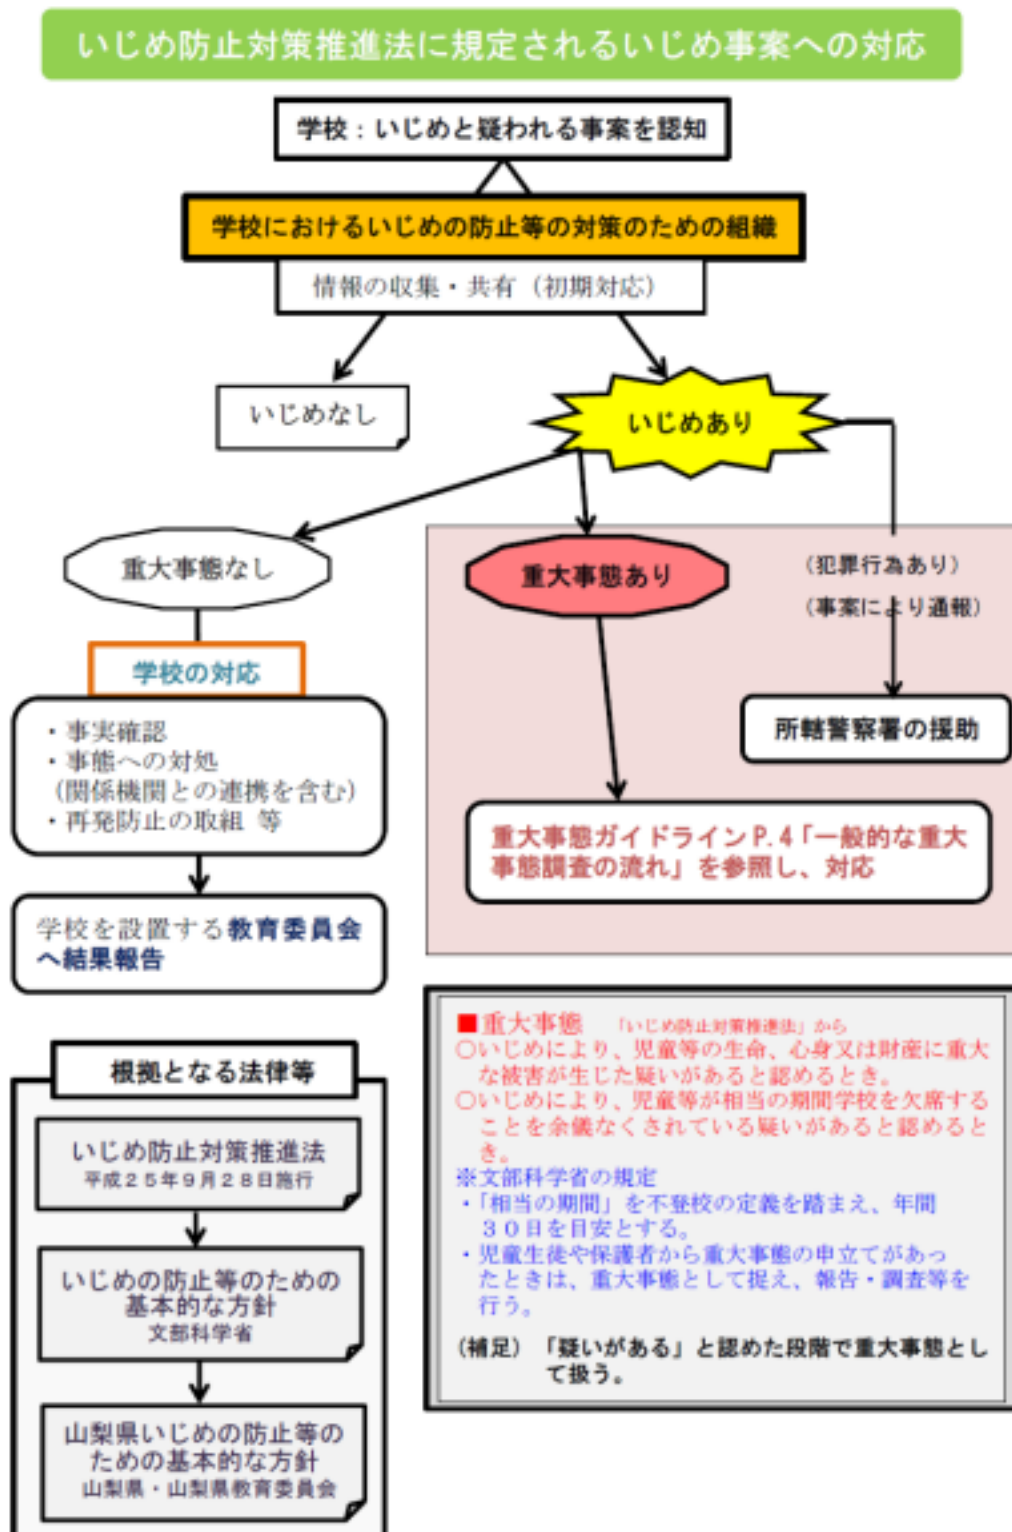 いじめ防止対策推進法に規定されるいじめ事案への対応
学校：いじめと疑われる事案を認知
学校におけるいじめの防止等の対策のための組織
情報の収集・共有（初期対応）
いじめなし
いじめあり
重大事態なし
学校の対応
・事実確認
・事態への対処
（関係機関との連携を含む）
・再発防止の取組 等
学校を設置する教育委員会
へ結果報告
重大事態あり
（犯罪行為あり）
（事案により通報）
所轄警察署の援助
重大事態ガイドラインP.4「一般的な重大
事態調査の流れ」を参照し、対応
根拠となる法律等
いじめ防止対策推進法
平成２５年９月２８日施行
いじめの防止等のための
基本的な方針
文部科学省
山梨県いじめの防止等の
ための基本的な方針
山梨県・山梨県教育委員会
■重大事態　「いじめ防止対策推進法」から
○いじめにより、児童等の生命、心身又は財産に重大
な被害が生じた疑いがあると認めるとき。
○いじめにより、児童等が相当の期間学校を欠席する
ことを余儀なくされている疑いがあると認めると
き。
※文部科学省の規定
・「相当の期間」を不登校の定義を踏まえ、年間
３０日を目安とする。
・児童生徒や保護者から重大事態の申立てがあっ
たときは、重大事態として捉え、報告・調査等を
行う。
（補足）「疑いがある」と認めた段階で重大事態とし
て扱う。